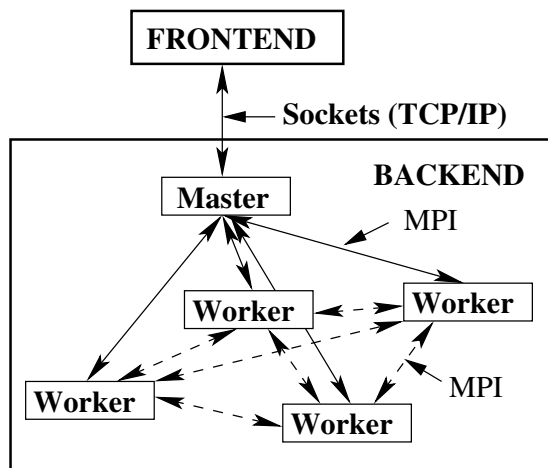 FRONTEND
Sockets (TCP/IP)
BACKEND
Master
MPI
Worker
Worker
MPI
Worker
Worker